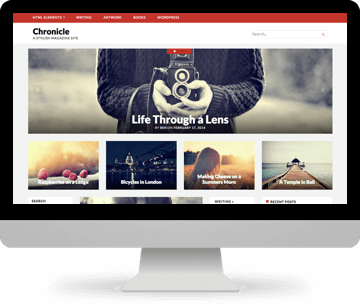 HTML ELEMENTS WRITING ARTWORK BOOKS WORDPRESS
Chronicle
A STYLISH MAGAZINE SITE
Search...
Life Through a Lens
BY BEN ON FEBRUARY 17, 2014
Raspberries on a Ledge
Bicycles in London
Making Cheese on a
Summers Morn
A Temple in Bali
SEARCH
WRITING »
RECENT POSTS